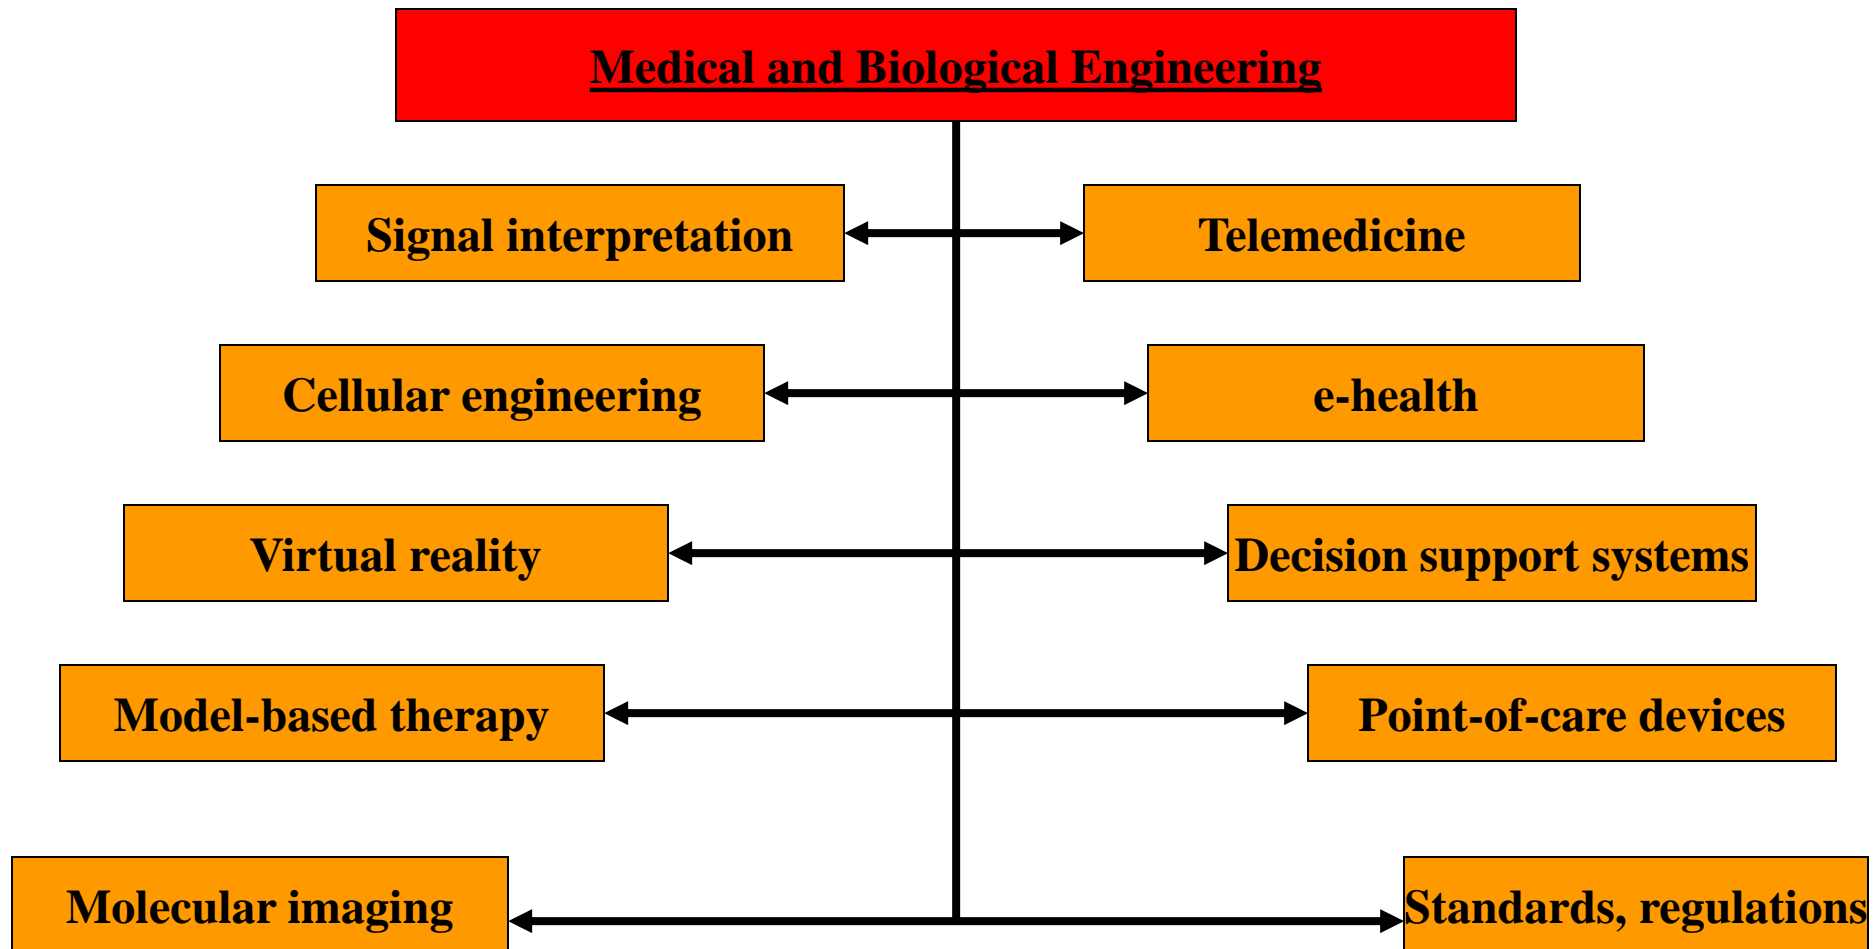 Medical and Biological Engineering
Signal interpretation
Telemedicine
Cellular engineering
e-health
Virtual reality
Decision support systems
Model-based therapy
Point-of-care devices
Molecular imaging
Standards, regulations